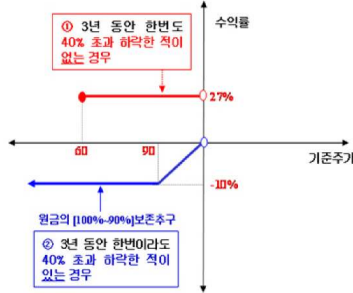 ① 3년 동안 한번도
40% 초과 하락한 적이
없는 경우
수익률
27%
60
90
기준주가
-10%
원금의 [100%~90%]보존추구
② 3년 동안 한번이라도
40% 초과 하락한 적이
있는 경우